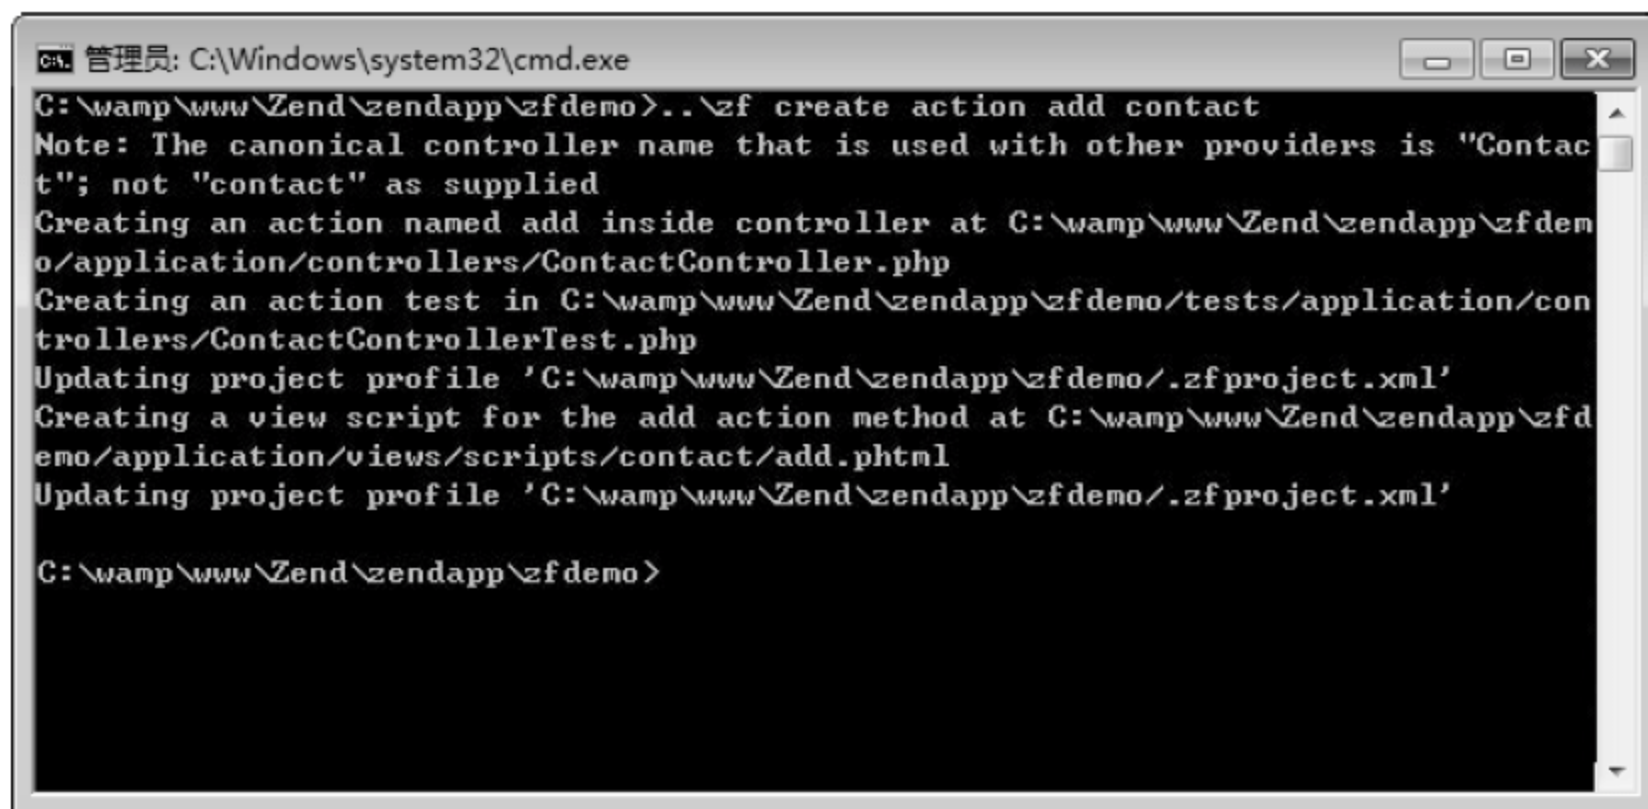 管理员: C:\Windows\system32\cmd.exe
C:\wamp\www\Zend\zendapp\zfdemo>..\zf create action add contact
Note: The canonical controller name that is used with other providers is "Contac
t"; not "contact" as supplied
Creating an action named add inside controller at C:\wamp\www\Zend\zendapp\zfdem
o/application/controllers/ContactController.php
Creating an action test in C:\wamp\www\Zend\zendapp\zfdemo/tests/application/con
trollers/ContactControllerTest.php
Updating project profile 'C:\wamp\www\Zend\zendapp\zfdemo/.zfproject.xml'
Creating a view script for the add action method at C:\wamp\www\Zend\zendapp\zfd
emo/application/views/scripts/contact/add.phtml
Updating project profile 'C:\wamp\www\Zend\zendapp\zfdemo/.zfproject.xml'
C:\wamp\www\Zend\zendapp\zfdemo>